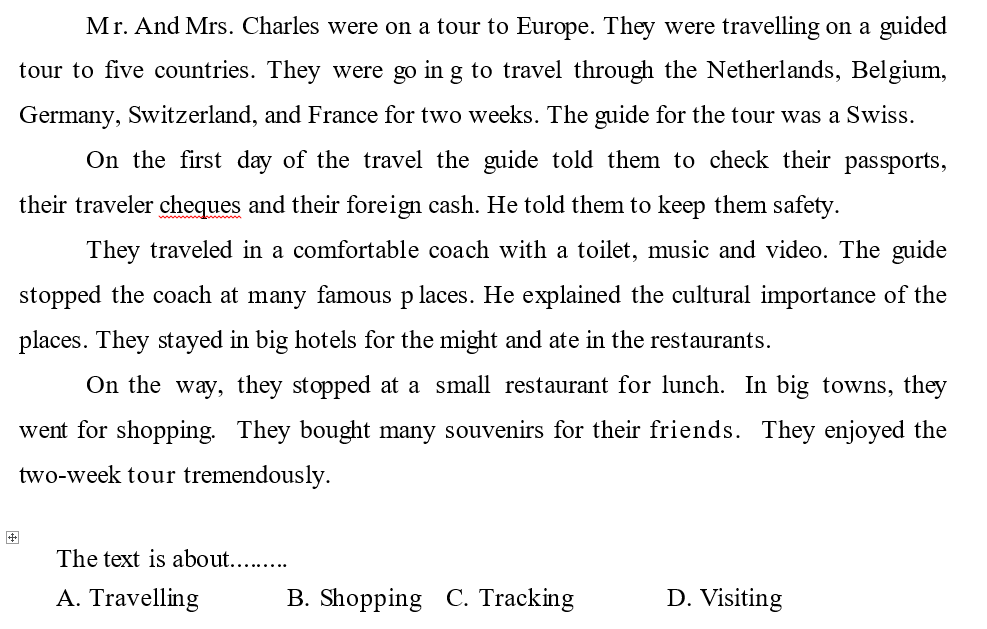 Mr. And Mrs. Charles were on a tour to Europe. They were travelling on a guided
tour to five countries. They were go in g to travel through the Netherlands, Belgium,
Germany, Switzerland, and France for two weeks. The guide for the tour was a Swiss.
On the first day of the travel the guide told them to check their passports,
their traveler cheques and their foreign cash. He told them to keep them safety.
They traveled in a comfortable coach with a toilet, music and video. The guide
stopped the coach at many famous p laces. He explained the cultural importance of the
places. They stayed in big hotels for the might and ate in the restaurants.
On the way, they stopped at a small restaurant for lunch. In big towns, they
went for shopping. They bought many souvenirs for their friends. They enjoyed the
two-week tour tremendously.
The text is about.........
A. Travelling B. Shopping C. Tracking D. Visiting